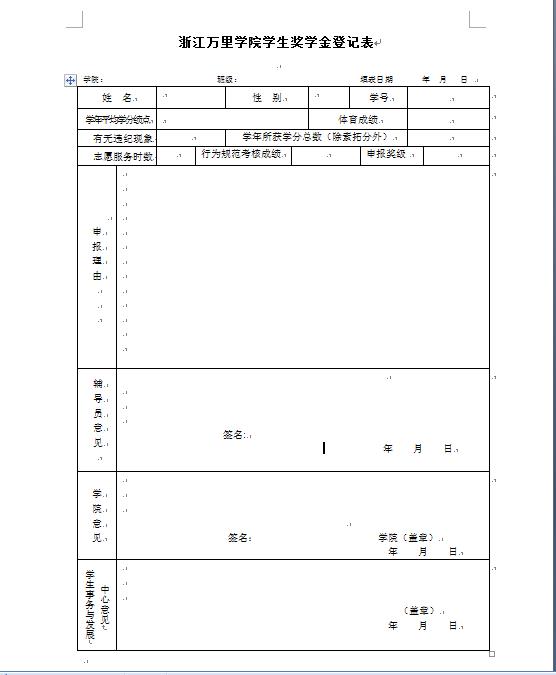 浙江万里学院学生奖学金登记表
学院： 班级： 填表日期 年 月 日
姓 名 性 别 学号
学年平均学分绩点 体育成绩
有无违纪现象 学年所获学分总数（除素拓分外）
志愿服务时数 行为规范考核成绩 申报奖级
申报理由
辅导员意见
签名:
年 月 日
学院意见
签名: 学院（盖章）
年 月 日
学生事务与发展中心意见
（盖章）
年 月 日